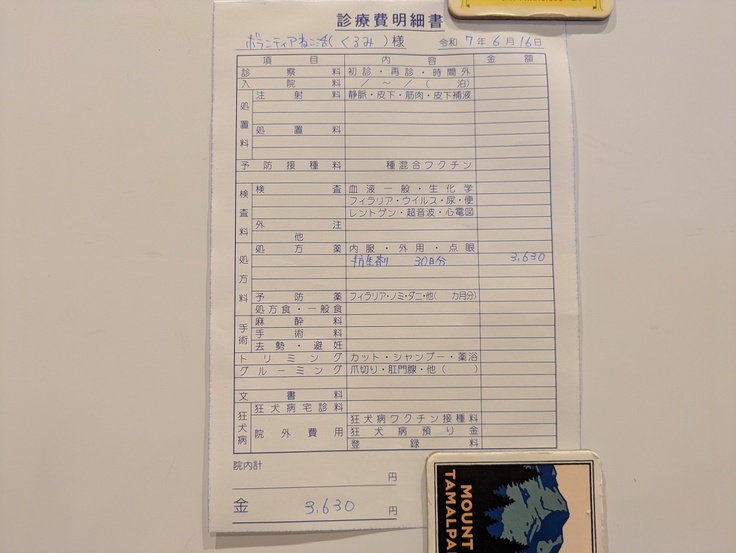 診療費明細書
ボランティアねこ活(くるみ)様 令和7年6月16日
項目 内容 金額
診察料 初診・再診・時間外
入院料 / ~ / ( 泊)
処置料
注射料 静脈・皮下・筋肉・皮下補液
処置料
予防接種料 種混合ワクチン
検査料
検査 血液一般・生化学
フィラリア・ウイルス・尿・便
レントゲン・超音波・心電図
外注
他
処方料
処方薬 内服・外用・点眼
抗生剤 30日分 3,630
予防薬 フィラリア・ノミ・ダニ・他( カ月分)
処方食・一般食
手術
麻酔料
手術料
去勢・避妊
トリミング カット・シャンプー・薬浴
グルーミング 爪切り・肛門線・他( )
文書料
狂犬病
狂犬病宅診料
院外費用 狂犬病ワクチン接種料
狂犬病預り金
登録料
院内計
円
金 3,630 円
MOUNT
TAMALPA